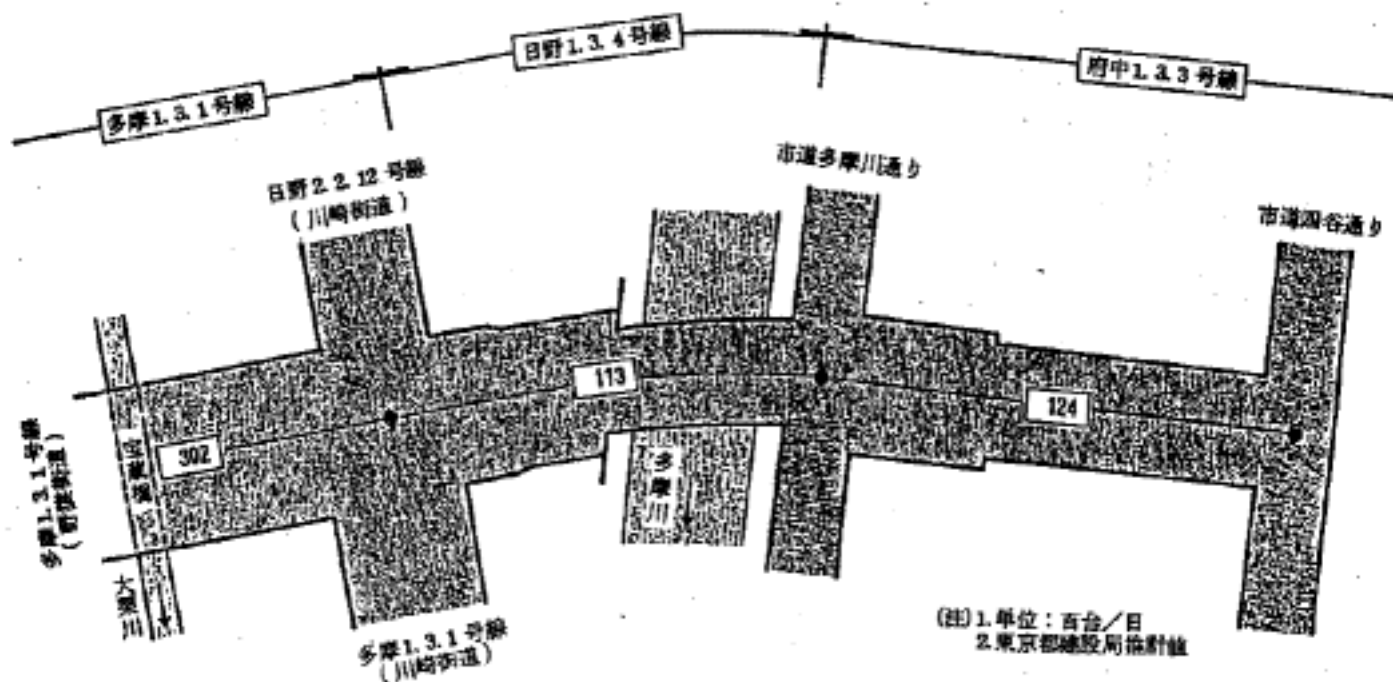 日野1.3.4号線
府中1.3.3号線
多摩1.3.1号線
市道多摩川通り
日野2.2.12号線
(川崎街道)
市道四谷通り
113
124
302
多摩1.3.1号線
(野猿街道)
多摩川
大栗川
多摩1.3.1号線
(川崎街道)
(注)1.単位:百台/日
2.東京都建設局推計値